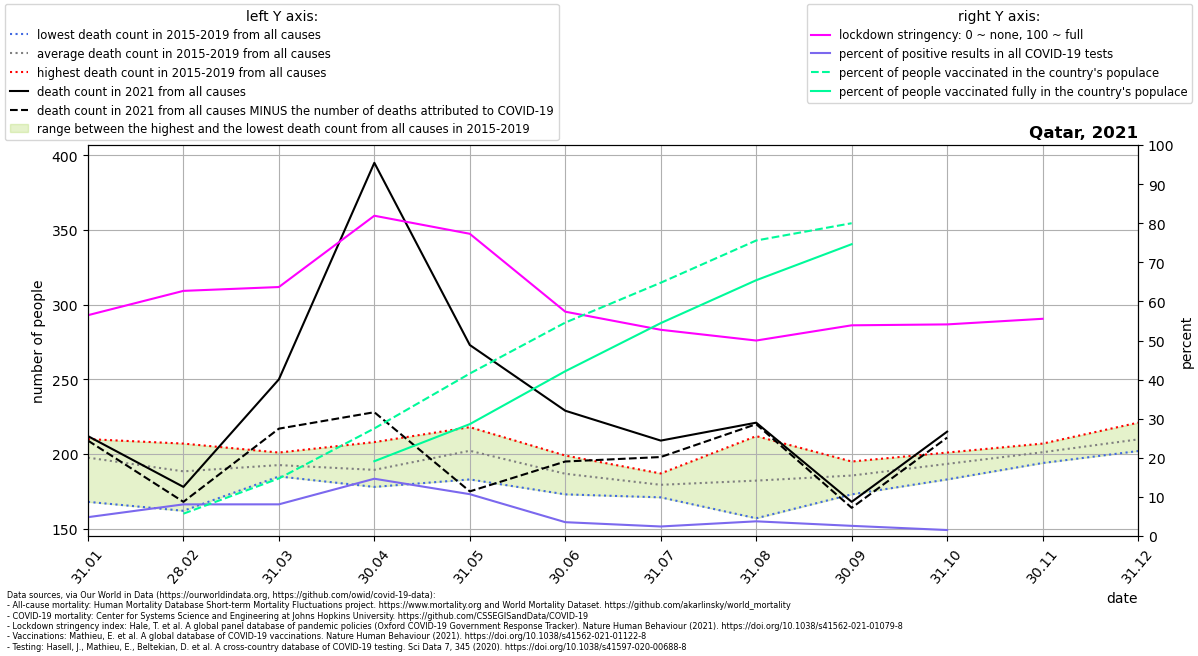 left Y axis:
lowest death count in 2015-2019 from all causes
average death count in 2015-2019 from all causes
highest death count in 2015-2019 from all causes
death count in 2021 from all causes
death count in 2021 from all causes MINUS the number of deaths attributed to COVID-19
range between the highest and the lowest death count from all causes in 2015-2019
right Y axis:
lockdown stringency: 0 ~ none, 100 ~ full
percent of positive results in all COVID-19 tests
percent of people vaccinated in the country's populace
percent of people vaccinated fully in the country's populace
Qatar, 2021
number of people
400
350
300
250
200
150
100
90
80
70
60
50
40
30
20
10
0
percent
31.01
28.02
31.03
30.04
31.05
30.06
31.07
31.08
30.09
31.10
30.11
31.12
date
Data sources, via Our World in Data (https://ourworldindata.org, https://github.com/owid/covid-19-data):
- All-cause mortality: Human Mortality Database Short-term Mortality Fluctuations project. https://www.mortality.org and World Mortality Dataset. https://github.com/akarlinsky/world_mortality
- COVID-19 mortality: Center for Systems Science and Engineering at Johns Hopkins University. https://github.com/CSSEGISandData/COVID-19
- Lockdown stringency index: Hale, T. et al. A global panel database of pandemic policies (Oxford COVID-19 Government Response Tracker). Nature Human Behaviour (2021). https://doi.org/10.1038/s41562-021-01079-8
- Vaccinations: Mathieu, E. et al. A global database of COVID-19 vaccinations. Nature Human Behaviour (2021). https://doi.org/10.1038/s41562-021-01122-8
- Testing: Hasell, J., Mathieu, E., Beltekian, D. et al. A cross-country database of COVID-19 testing. Sci Data 7, 345 (2020). https://doi.org/10.1038/s41597-020-00688-8